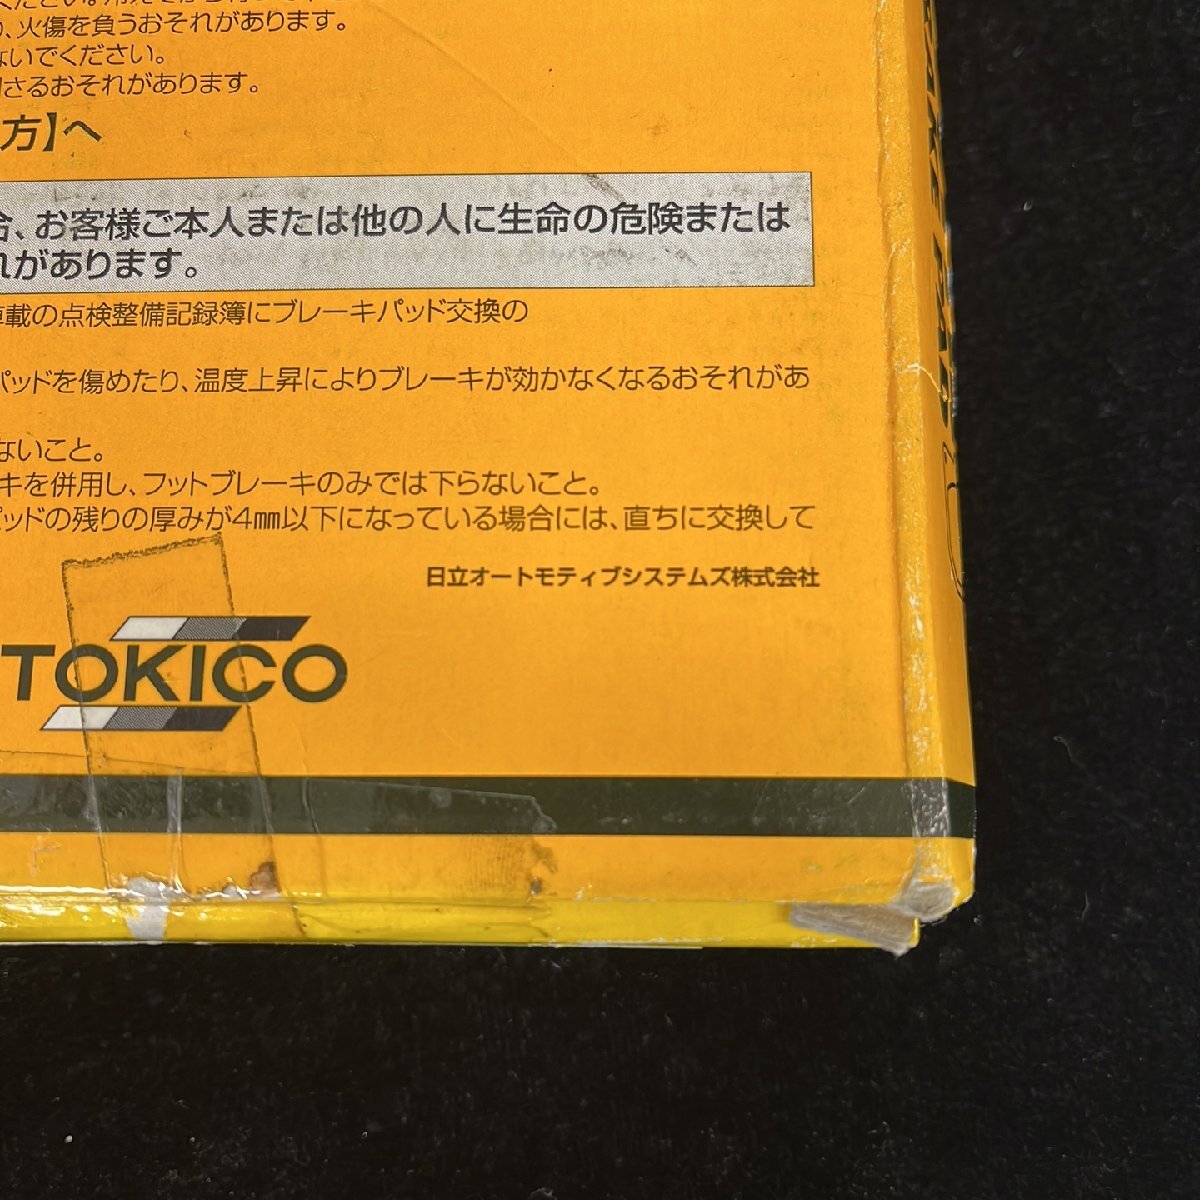 り、火傷を負うおそれがあります。
ないでください。
おそれがあります。
方】へ
合、お客様ご本人または他の人に生命の危険または
れがあります。
車載の点検整備記録簿にブレーキパッド交換の
パッドを傷めたり、温度上昇によりブレーキが効かなくなるおそれがあ
ないこと。
キを併用し、フットブレーキのみでは下らないこと。
パッドの残りの厚みが4㎜以下になっている場合には、直ちに交換して
日立オートモティブシステムズ株式会社
TOKICO